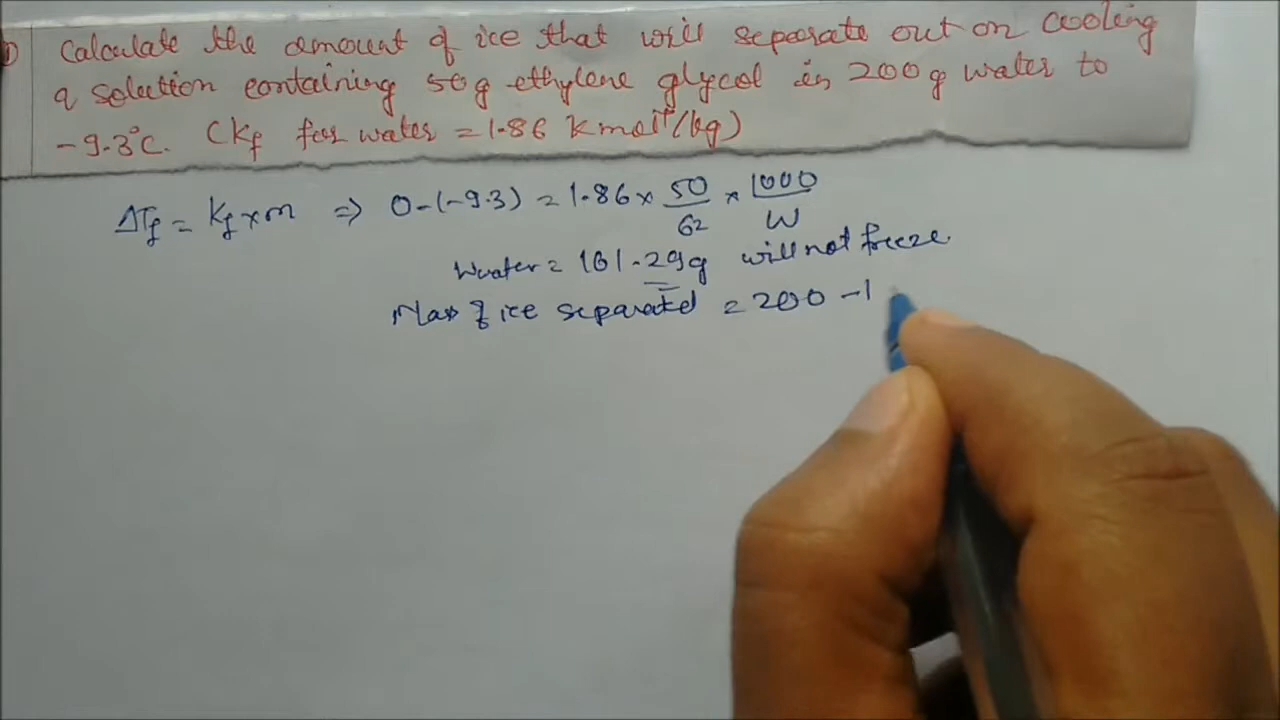 Calculate the amount of ice that will separate out on cooling
a solution containing 50g ethylene glycol in 200g water to
-9.3°C. (Kf for water = 1.86 K mol⁻¹/kg)
ΔTf = Kf × m ⇒ 0-(-9.3) = 1.86 × 50/62 × 1000/W
Wwater = 161.29g will not freeze.
Mass of ice separated = 200 - 1